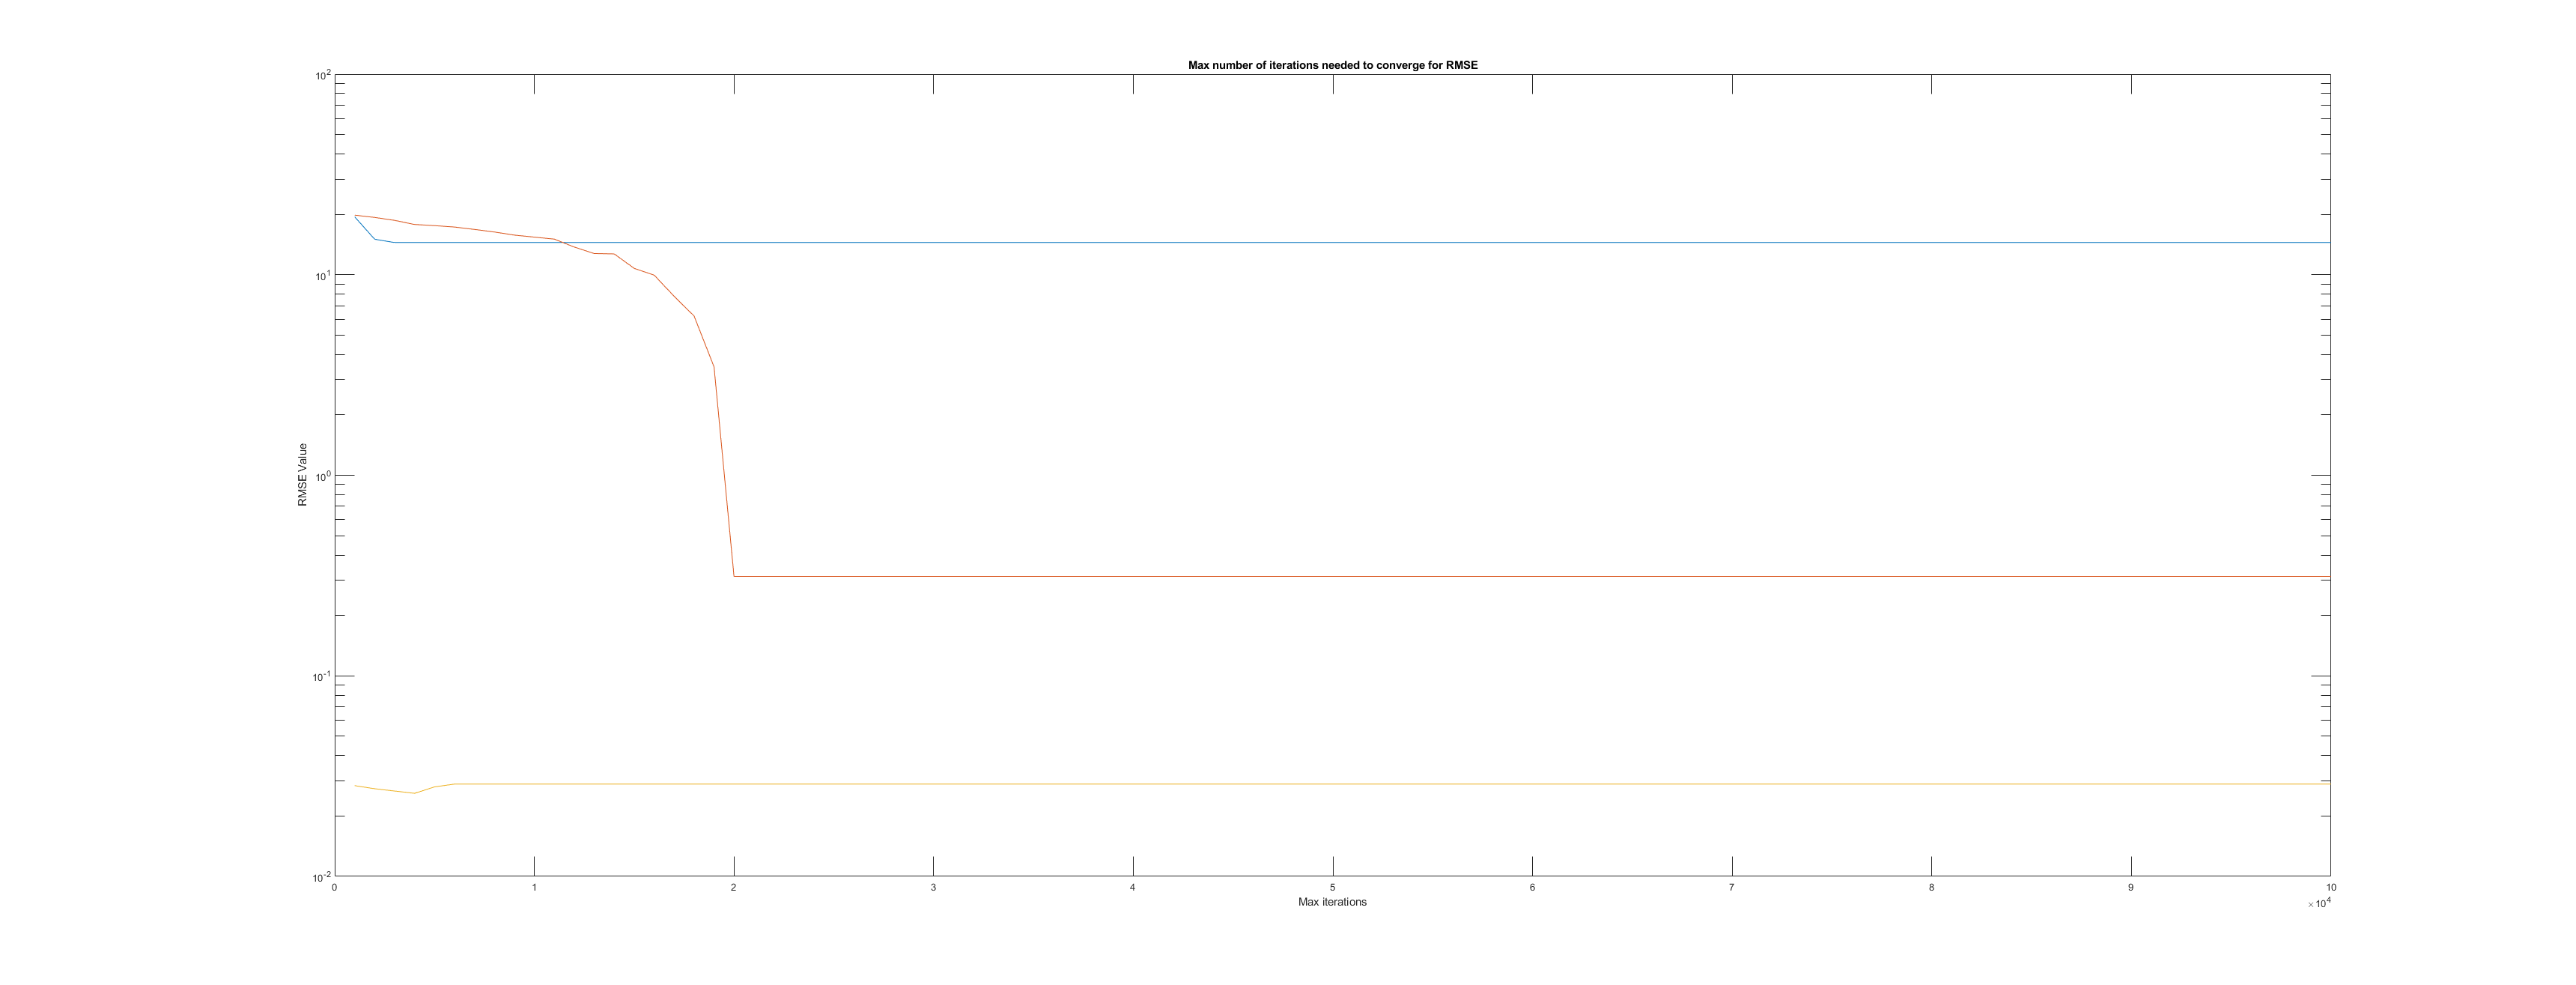 Max number of iterations needed to converge for RMSE
10^2
10^1
10^0
10^-1
10^-2
RMSE Value
0 1 2 3 4 5 6 7 8 9 10
Max iterations
×10^4